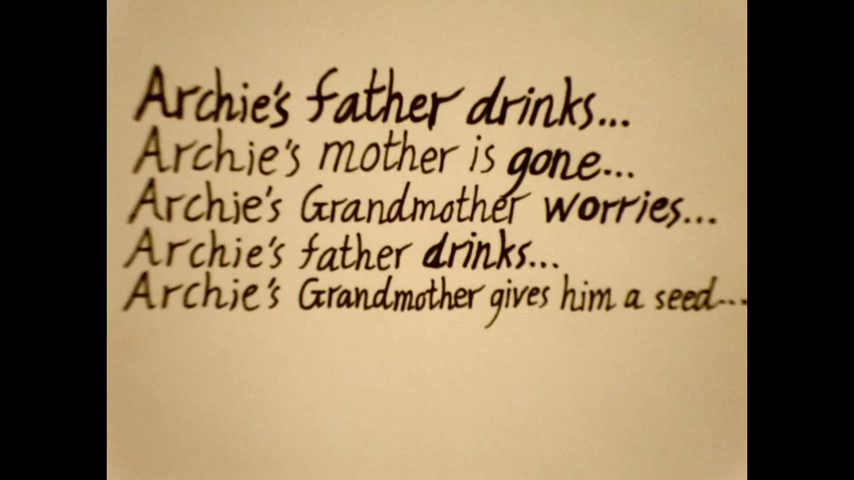 Archie's father drinks...
Archie's mother is gone...
Archie's Grandmother worries...
Archie's father drinks...
Archie's Grandmother gives him a seed...